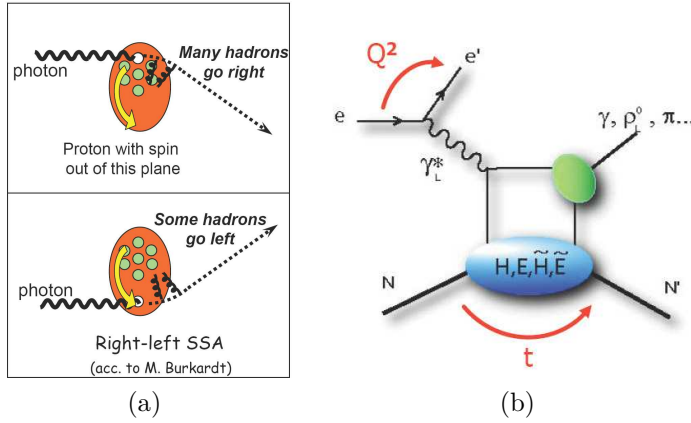 Many hadrons
go right
photon
Proton with spin
out of this plane
Some hadrons
go left
photon
Right-left SSA
(acc. to M. Burkardt)
(a)
Q²
e'
e
γ*L
γ, ρ⁰L , π...
H,E,H̃,Ẽ
N
N'
t
(b)